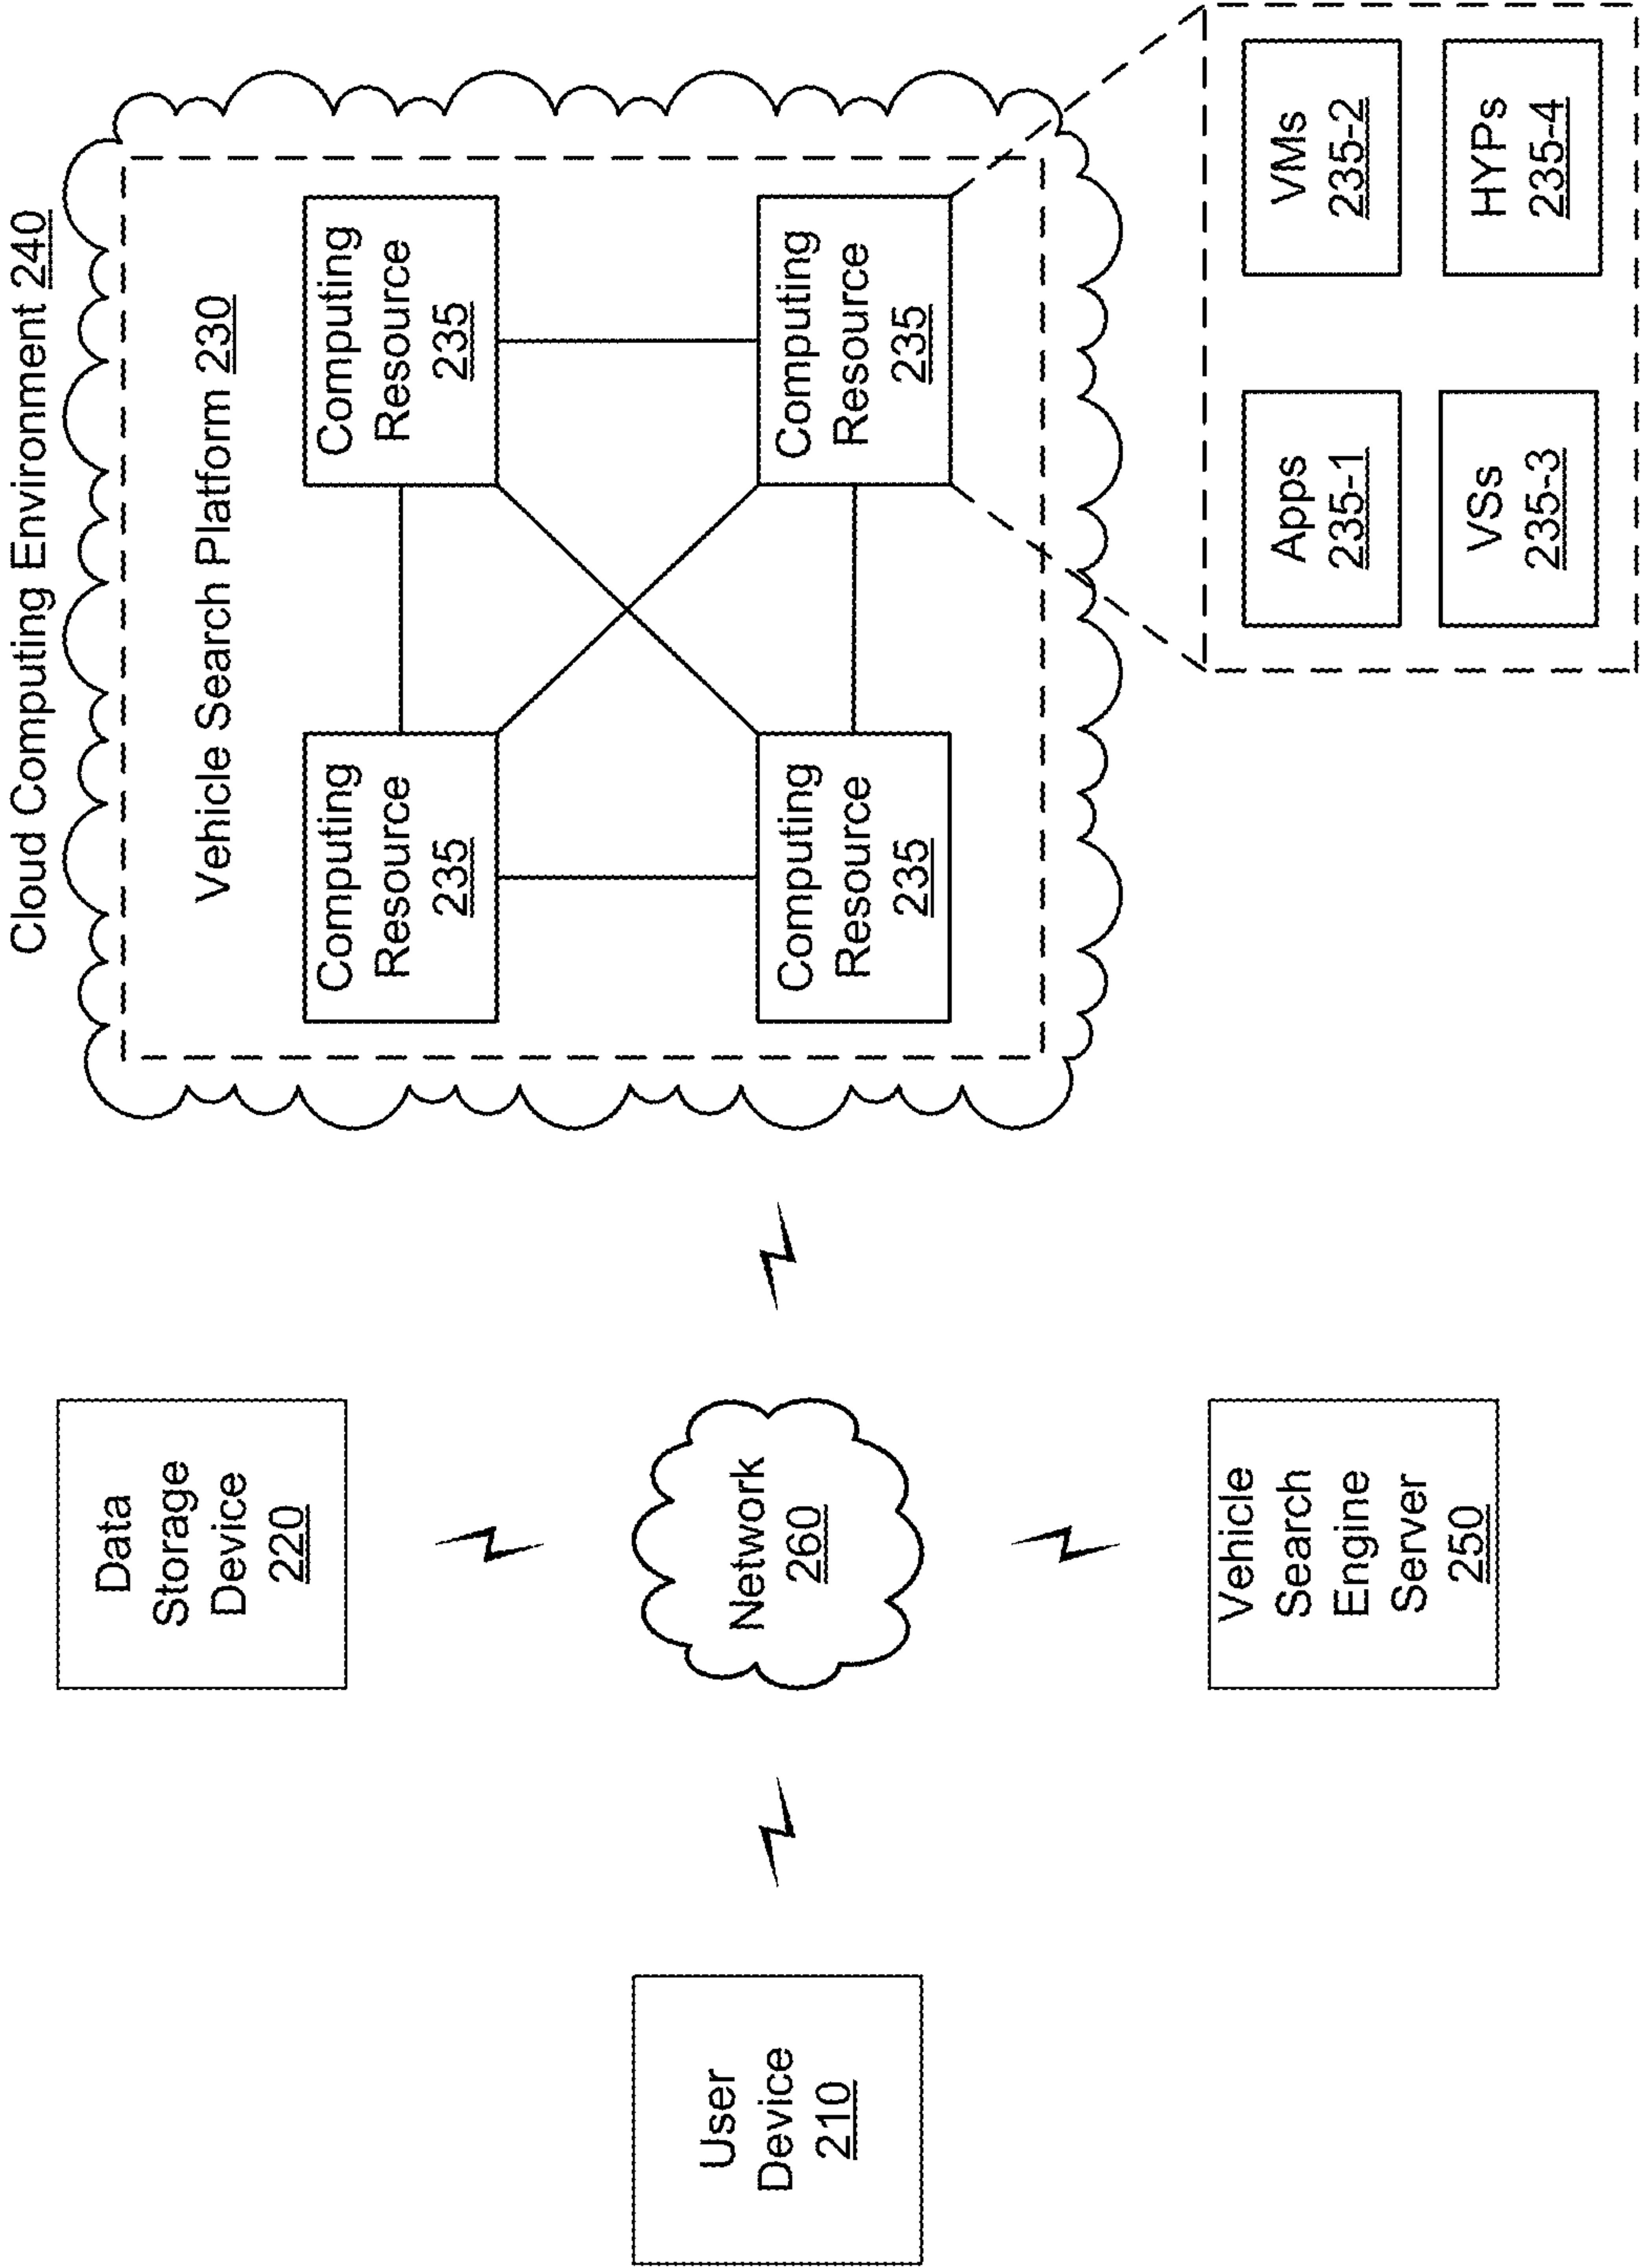 Cloud Computing Environment 240
Vehicle Search Platform 230
Computing
Resource
235
Computing
Resource
235
Computing
Resource
235
Computing
Resource
235
Data
Storage
Device
220
Network
260
User
Device
210
Vehicle
Search
Engine
Server
250
Apps
235-1
VMs
235-2
VSs
235-3
HYPs
235-4